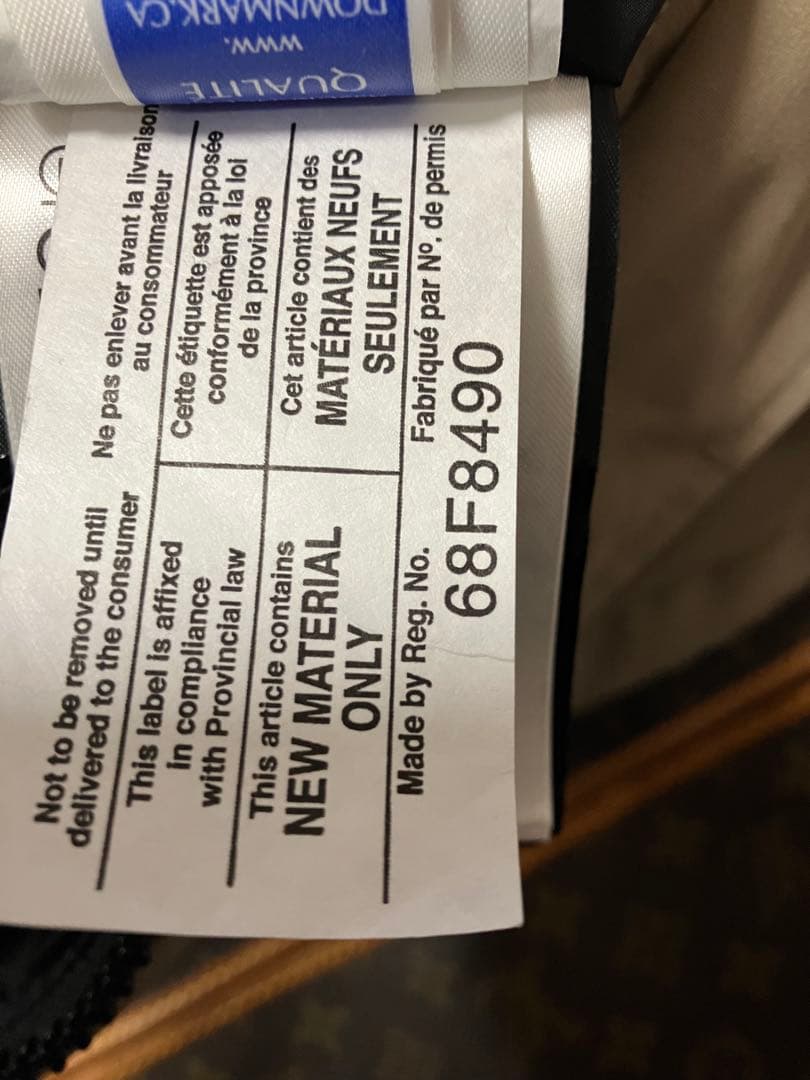 QUALITÉ
WWW.
DOWNMARK.CA
Not to be removed until
delivered to the consumer
Ne pas enlever avant la livraison
au consommateur
This label is affixed
in compliance
with Provincial law
Cette étiquette est apposée
conformément à la loi
de la province
This article contains
NEW MATERIAL
ONLY
Cet article contient des
MATÉRIAUX NEUFS
SEULEMENT
Made by Reg. No.
Fabriqué par Nº. de permis
68F8490